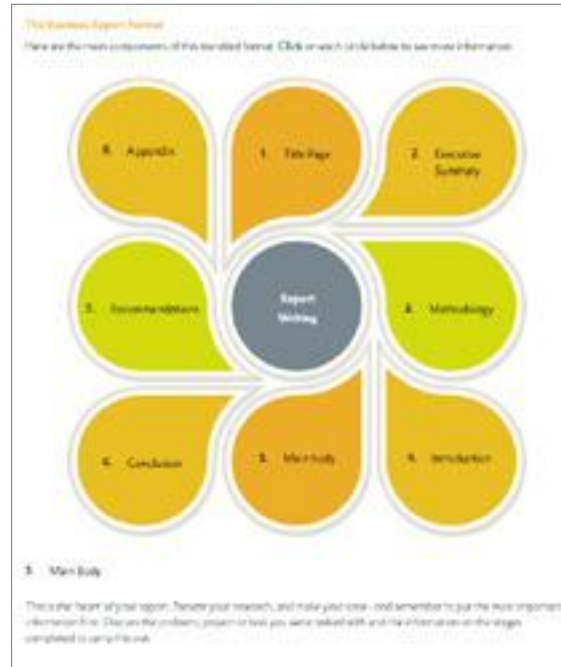 The Business Report Format
Here are the main components of this standard format. Click on each circle below to see more information.
8. Appendix
1. Title Page
2. Executive
Summary
7. Recommendations
Report
Writing
3. Methodology
6. Conclusion
5. Main body
4. Introduction
5. Main Body
This is the heart of your report. Present your research, and make your case - and remember to put the most important
information first. Discuss the problems, project or task you were tasked with and the information on the stages
completed to carry this out.